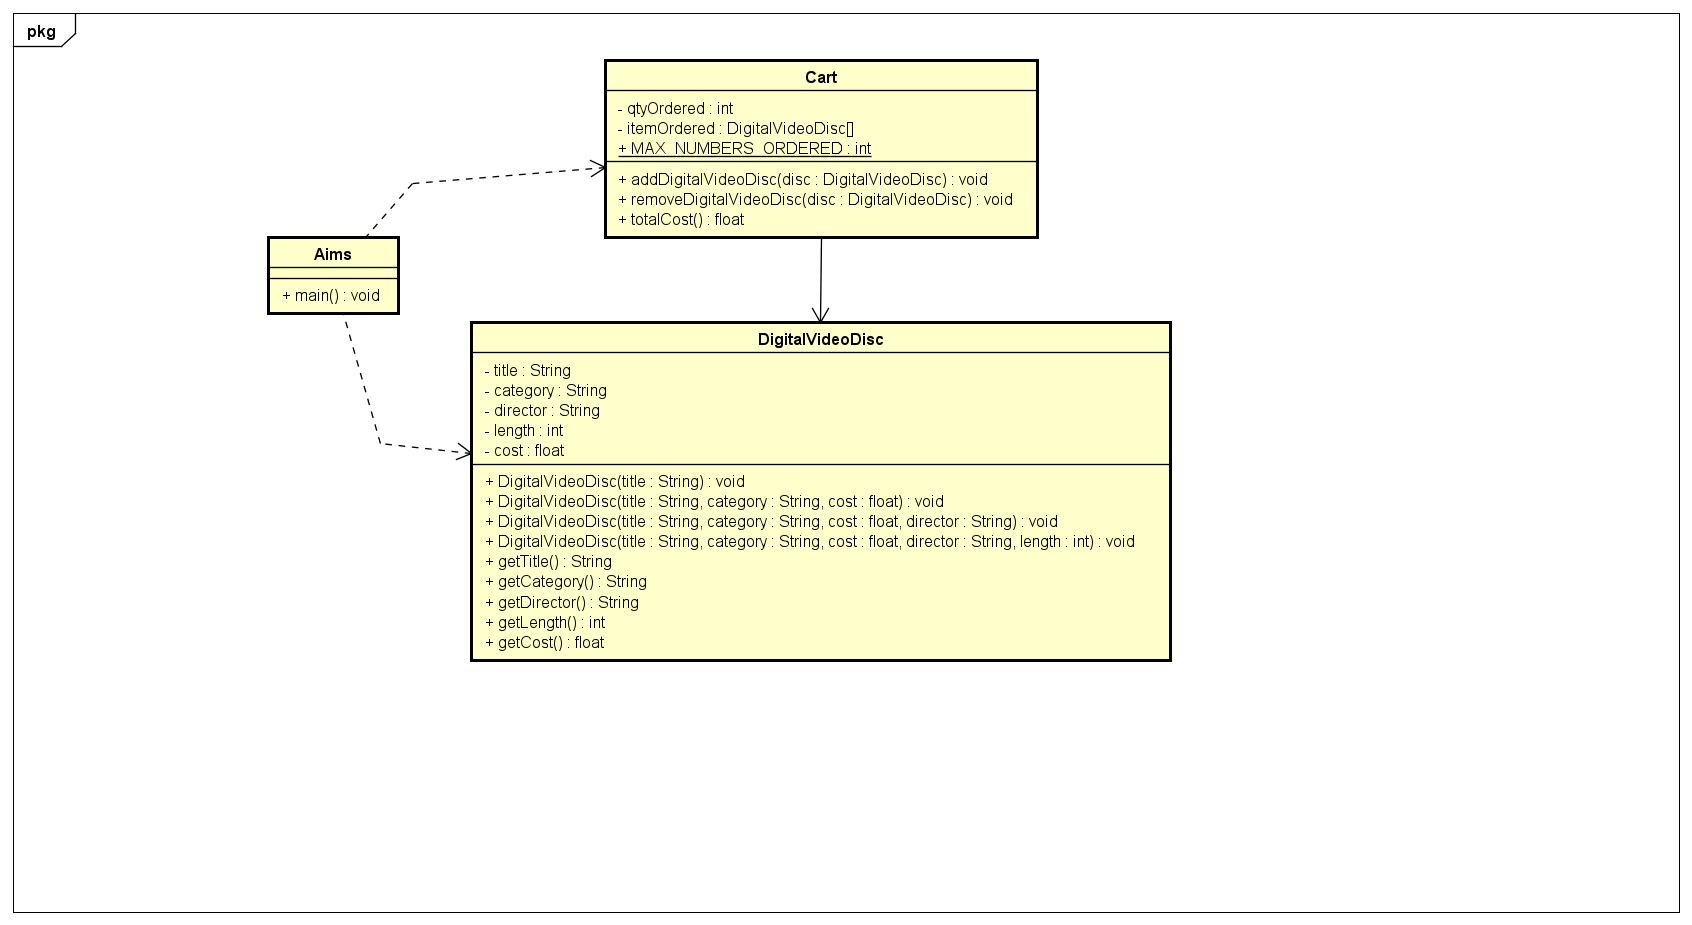 pkg
Cart
- qtyOrdered : int
- itemOrdered : DigitalVideoDisc[]
+ MAX_NUMBERS_ORDERED : int
+ addDigitalVideoDisc(disc : DigitalVideoDisc) : void
+ removeDigitalVideoDisc(disc : DigitalVideoDisc) : void
+ totalCost() : float
Aims
+ main() : void
DigitalVideoDisc
- title : String
- category : String
- director : String
- length : int
- cost : float
+ DigitalVideoDisc(title : String) : void
+ DigitalVideoDisc(title : String, category : String, cost : float) : void
+ DigitalVideoDisc(title : String, category : String, cost : float, director : String) : void
+ DigitalVideoDisc(title : String, category : String, cost : float, director : String, length : int) : void
+ getTitle() : String
+ getCategory() : String
+ getDirector() : String
+ getLength() : int
+ getCost() : float